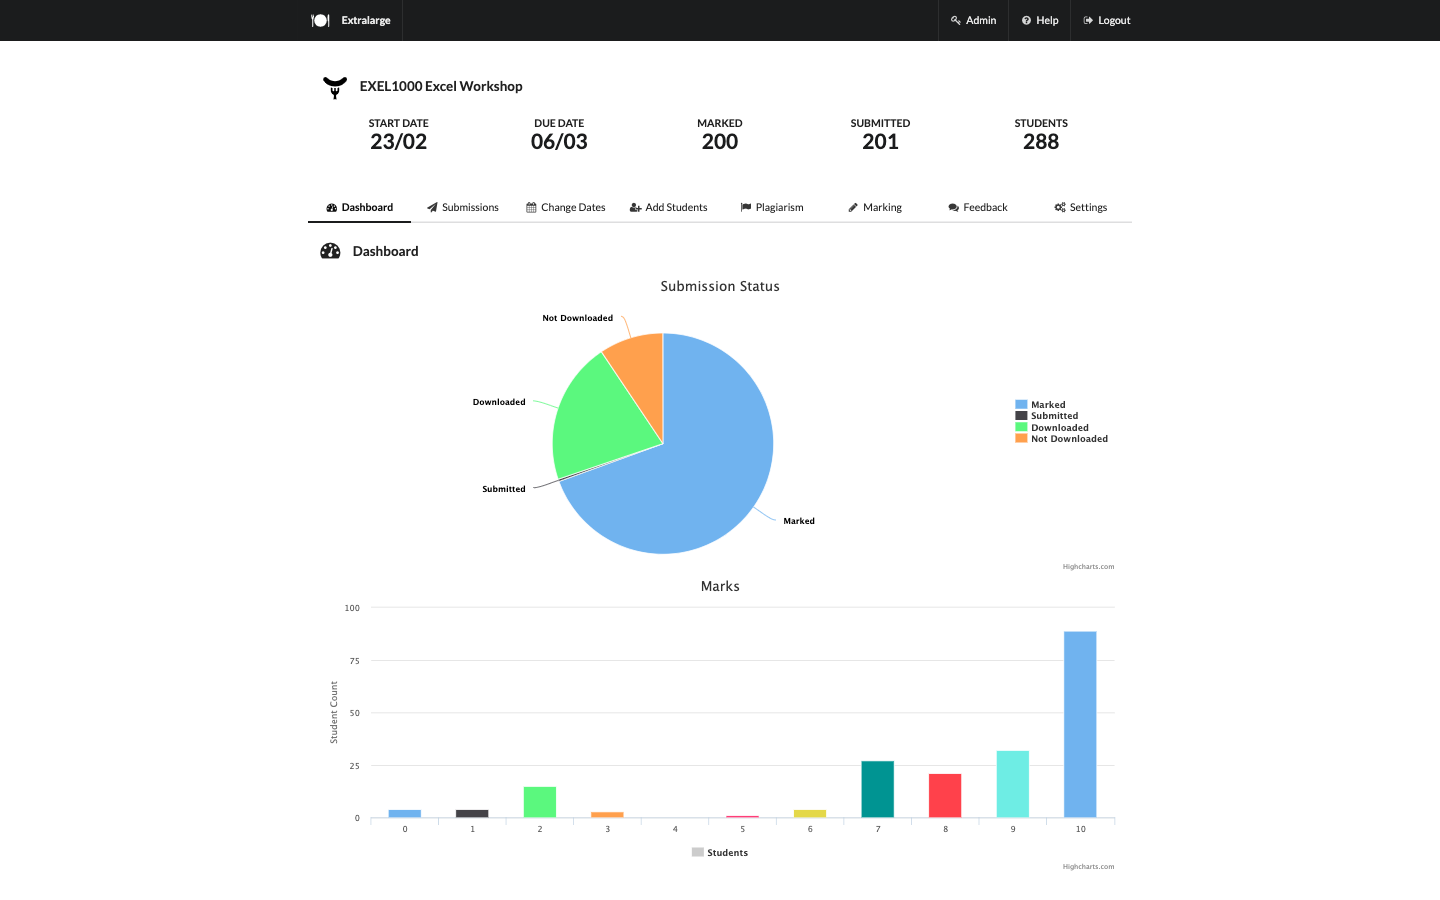 Extralarge Admin Help Logout
EXEL1000 Excel Workshop
START DATE DUE DATE MARKED SUBMITTED STUDENTS
23/02 06/03 200 201 288
Dashboard Submissions Change Dates Add Students Plagiarism Marking Feedback Settings
Dashboard
Submission Status
Not Downloaded
Downloaded
Submitted
Marked
Marked
Submitted
Downloaded
Not Downloaded
Highcharts.com
Marks
Student Count
100
75
50
25
0
0 1 2 3 4 5 6 7 8 9 10
Students
Highcharts.com